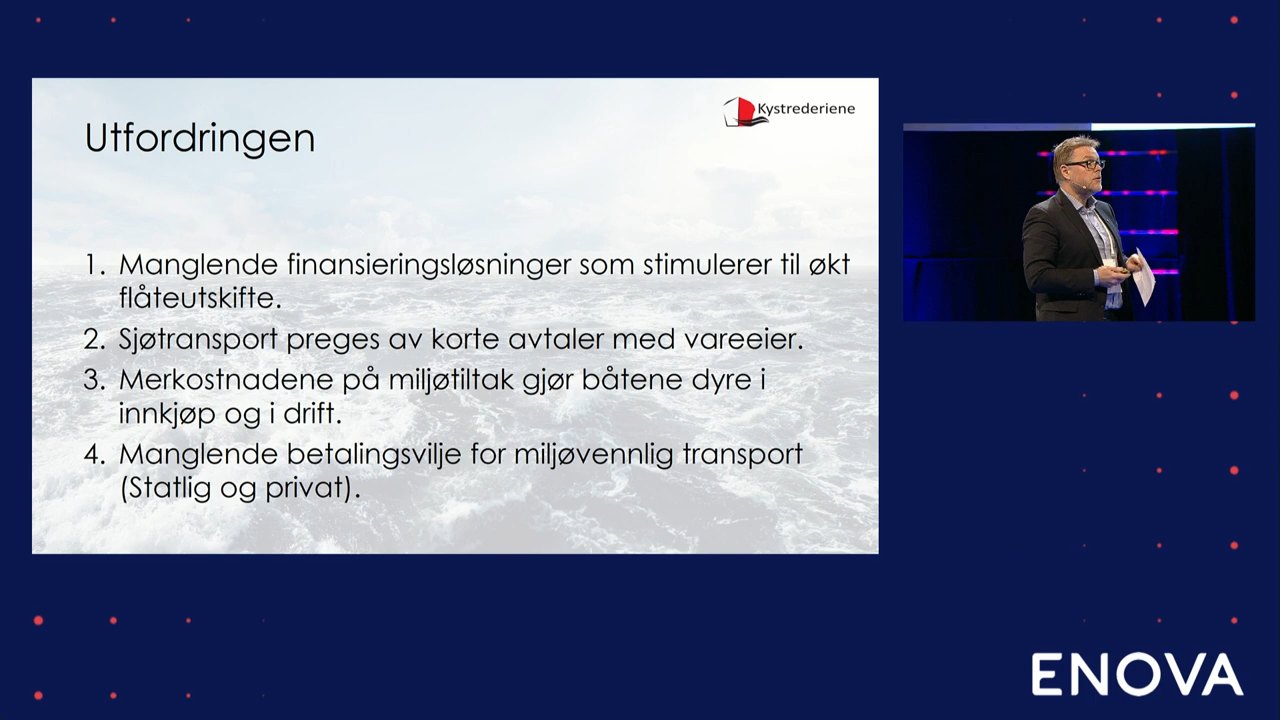 Kystrederiene
Utfordringen
1. Manglende finansieringsløsninger som stimulerer til økt
flåteutskifte.
2. Sjøtransport preges av korte avtaler med vareeier.
3. Merkostnadene på miljøtiltak gjør båtene dyre i
innkjøp og i drift.
4. Manglende betalingsvilje for miljøvennlig transport
(Statlig og privat).
ENOVA